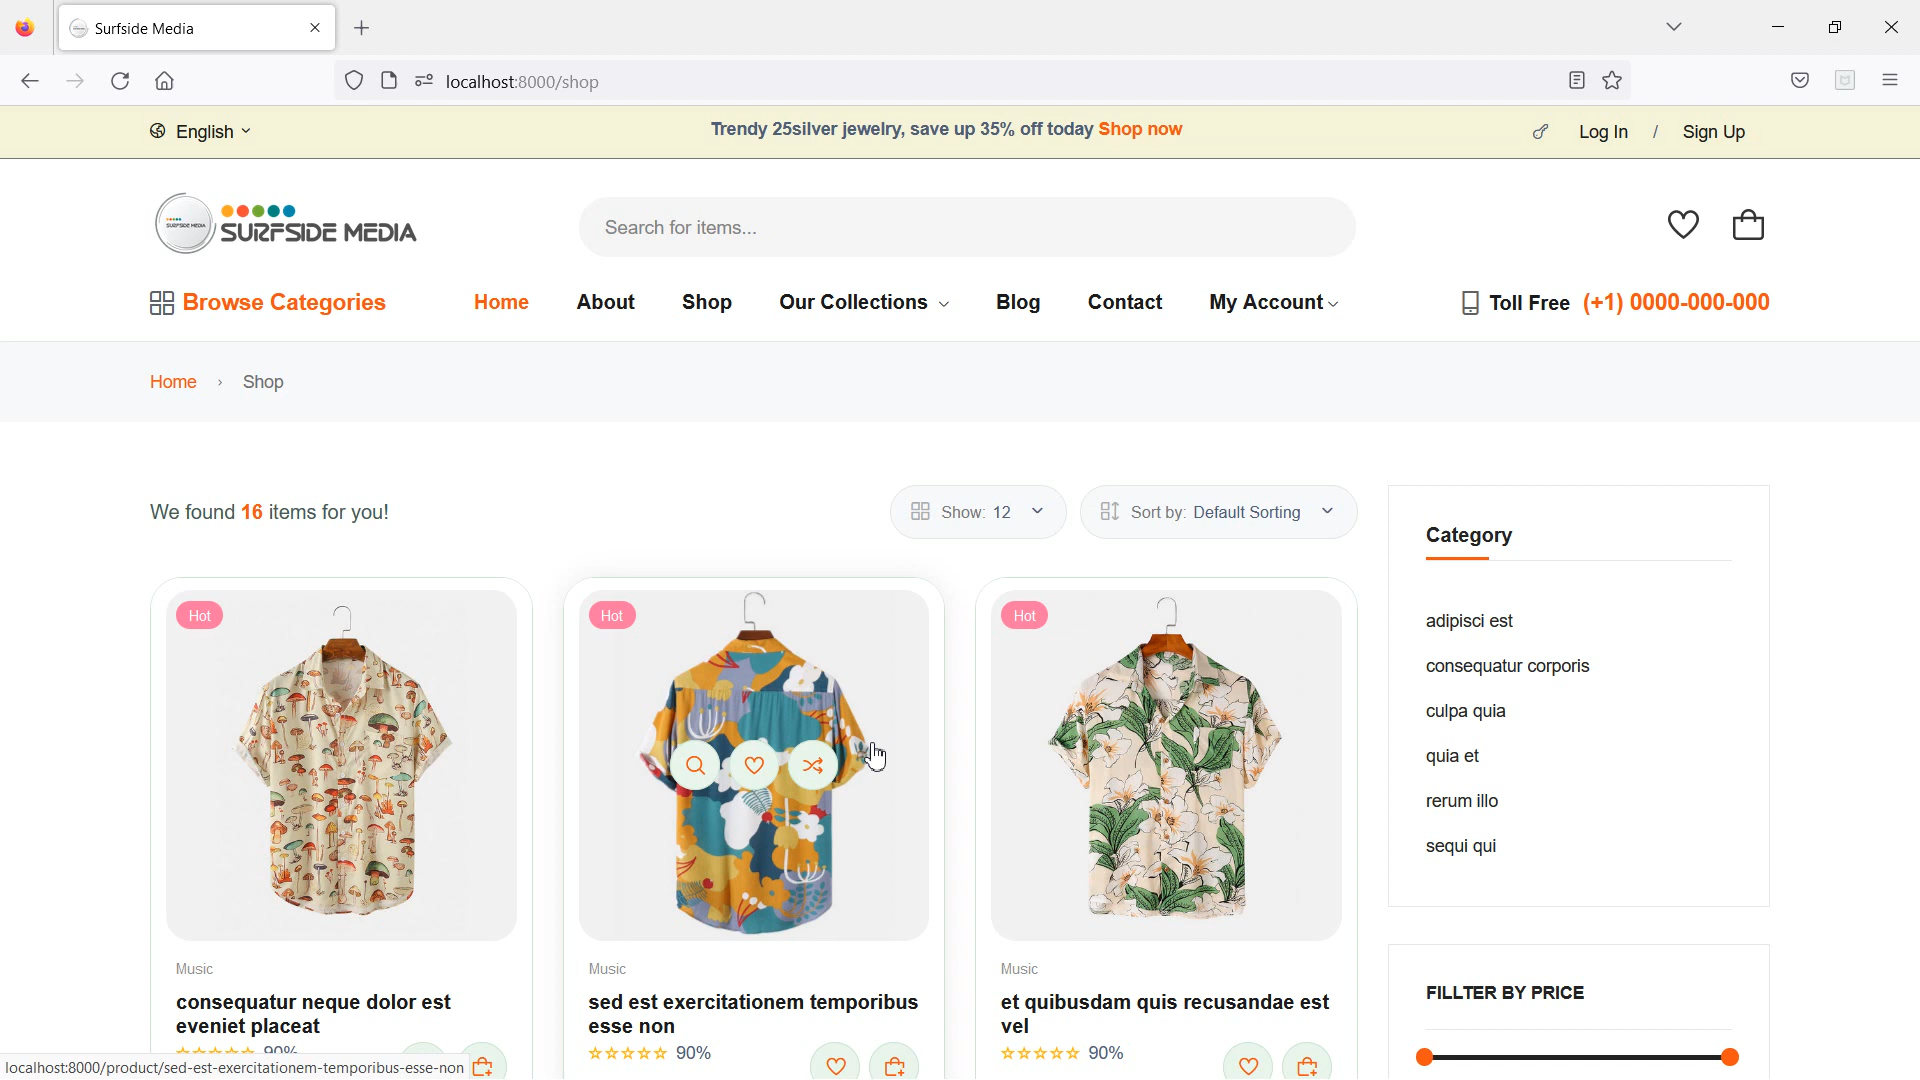 Surfside Media
localhost:8000/shop
English
Trendy 25silver jewelry, save up 35% off today Shop now
Log In / Sign Up
SURFSIDE MEDIA
SURFSIDE MEDIA
Search for items...
Browse Categories
Home
About
Shop
Our Collections
Blog
Contact
My Account
Toll Free (+1) 0000-000-000
Home › Shop
We found 16 items for you!
Show: 12
Sort by: Default Sorting
Hot
Music
consequatur neque dolor est
eveniet placeat
90%
Hot
Music
sed est exercitationem temporibus
esse non
90%
Hot
Music
et quibusdam quis recusandae est
vel
90%
Category
adipisci est
consequatur corporis
culpa quia
quia et
rerum illo
sequi qui
FILLTER BY PRICE
localhost:8000/product/sed-est-exercitationem-temporibus-esse-non